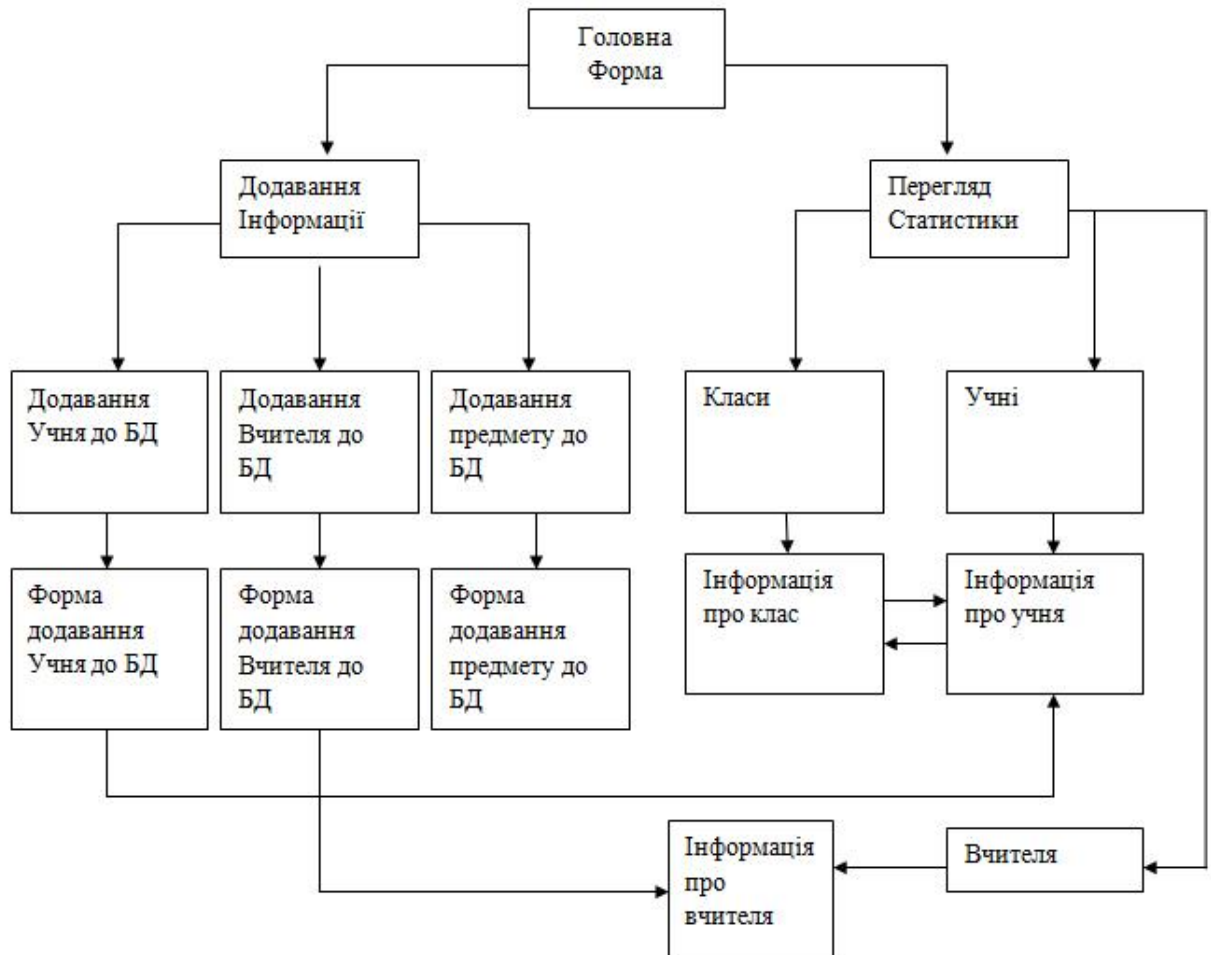 Головна
Форма
Додавання
Інформації
Перегляд
Статистики
Додавання
Учня до БД
Додавання
Вчителя до
БД
Додавання
предмету до
БД
Класи
Учні
Форма
додавання
Учня до БД
Форма
додавання
Вчителя до
БД
Форма
додавання
предмету до
БД
Інформація
про клас
Інформація
про учня
Інформація
про
вчителя
Вчителя